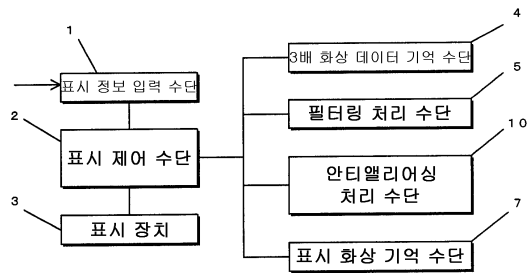 1
표시 정보 입력 수단
2
표시 제어 수단
3
표시 장치
4
3배 화상 데이터 기억 수단
5
필터링 처리 수단
10
안티앨리어싱
처리 수단
7
표시 화상 기억 수단